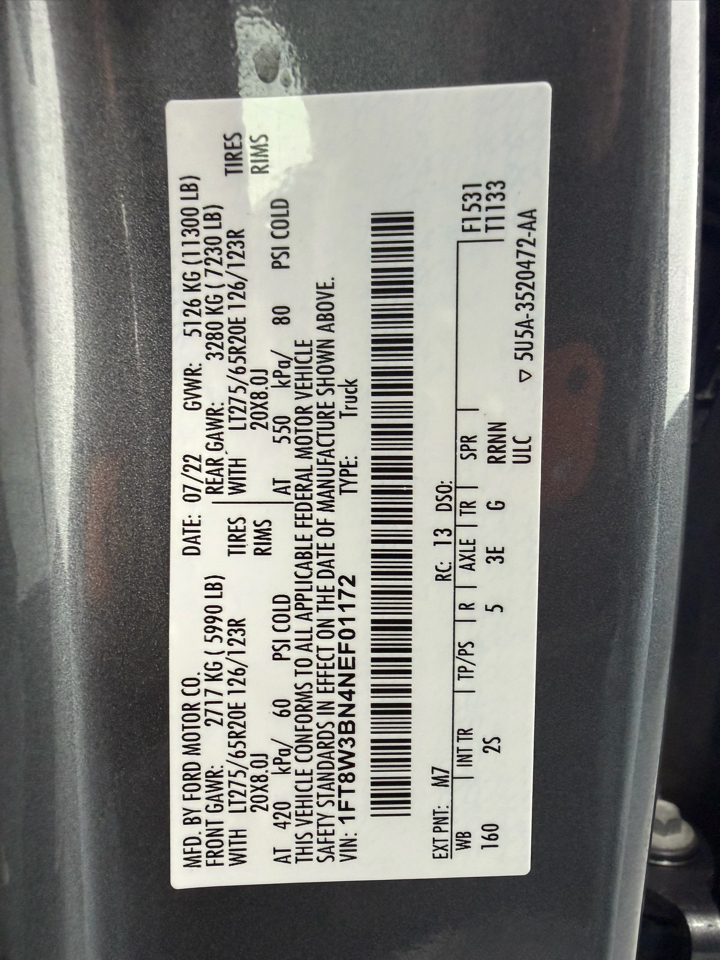 MFD. BY FORD MOTOR CO. DATE: 07/22 GVWR: 5126 KG (11300 LB)
FRONT GAWR: 2717 KG ( 5990 LB) REAR GAWR: 3280 KG ( 7230 LB)
WITH LT275/65R20E 126/123R TIRES WITH LT275/65R20E 126/123R TIRES
20X8.0J RIMS 20X8.0J RIMS
AT 420 kPa/ 60 PSI COLD AT 550 kPa/ 80 PSI COLD
THIS VEHICLE CONFORMS TO ALL APPLICABLE FEDERAL MOTOR VEHICLE
SAFETY STANDARDS IN EFFECT ON THE DATE OF MANUFACTURE SHOWN ABOVE.
VIN: 1FT8W3BN4NEF01172 TYPE: Truck
EXT PNT: M7 RC: 13 DSO:
WB INT TR TP/PS R AXLE TR SPR F1531
160 2S 5 3E G RRNN T1133
ULC ▽ 5U5A-3520472-AA